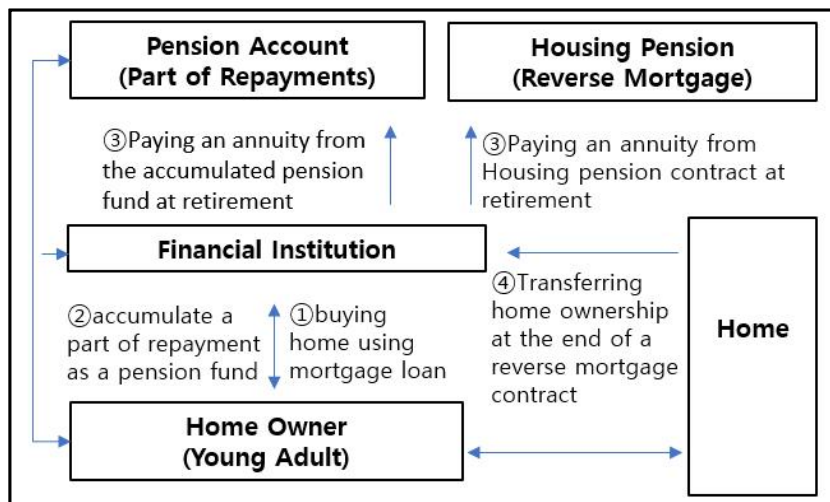 Pension Account
(Part of Repayments)
Housing Pension
(Reverse Mortgage)
③Paying an annuity from
the accumulated pension
fund at retirement
③Paying an annuity from
Housing pension contract at
retirement
Financial Institution
②accumulate a
part of repayment
as a pension fund
①buying
home using
mortgage loan
④Transferring
home ownership
at the end of a
reverse mortgage
contract
Home
Home Owner
(Young Adult)